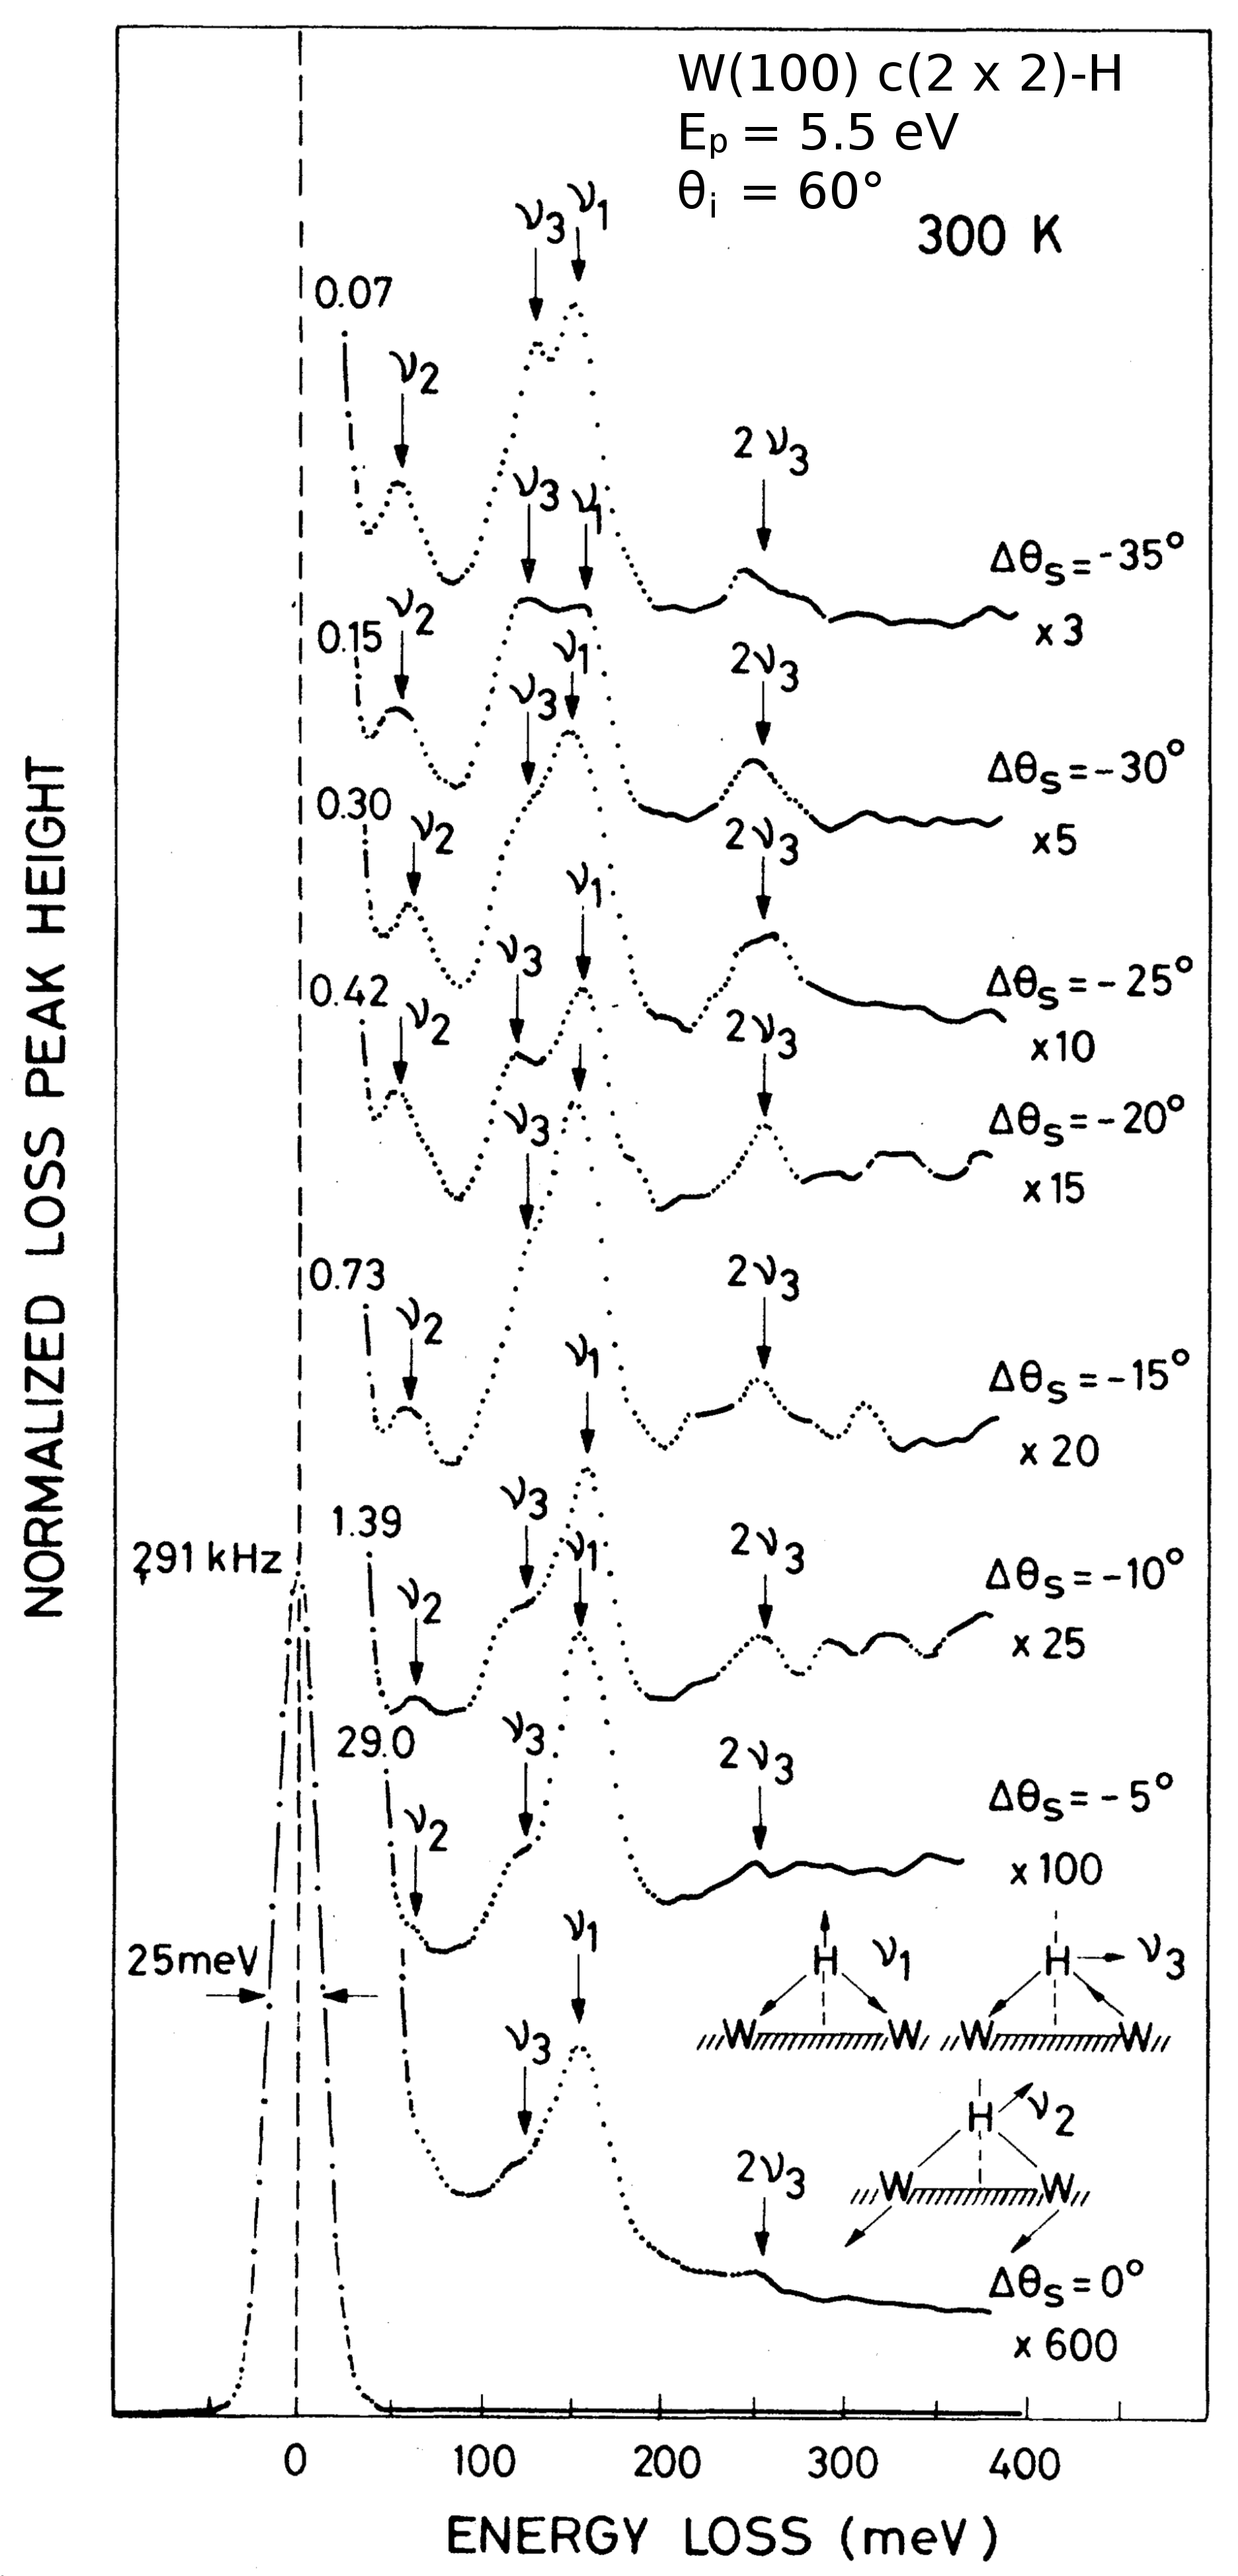 W(100) c(2 x 2)-H
Eₚ = 5.5 eV
θᵢ = 60°
300 K
ν₃ ν₁
0.07
ν₂
2 ν₃
ν₃ ν₁
Δθₛ = -35°
x 3
ν₂
0.15
ν₁
2ν₃
ν₃
Δθₛ = -30°
x5
0.30
ν₂
2ν₃
ν₁
ν₃
Δθₛ = -25°
x10
0.42
ν₂
2ν₃
ν₃
Δθₛ = -20°
x 15
0.73
2ν₃
ν₂
ν₁
Δθₛ = -15°
x 20
1.39
ν₃
ν₁
2ν₃
291 kHz
Δθₛ = -10°
x 25
ν₂
29.0
ν₃
2 ν₃
Δθₛ = -5°
x 100
ν₂
ν₁
25meV
H ν₁
W W
H ν₃
W W
ν₃
H ν₂
W W
2ν₃
Δθₛ = 0°
x 600
0 100 200 300 400
ENERGY LOSS (meV)
NORMALIZED LOSS PEAK HEIGHT